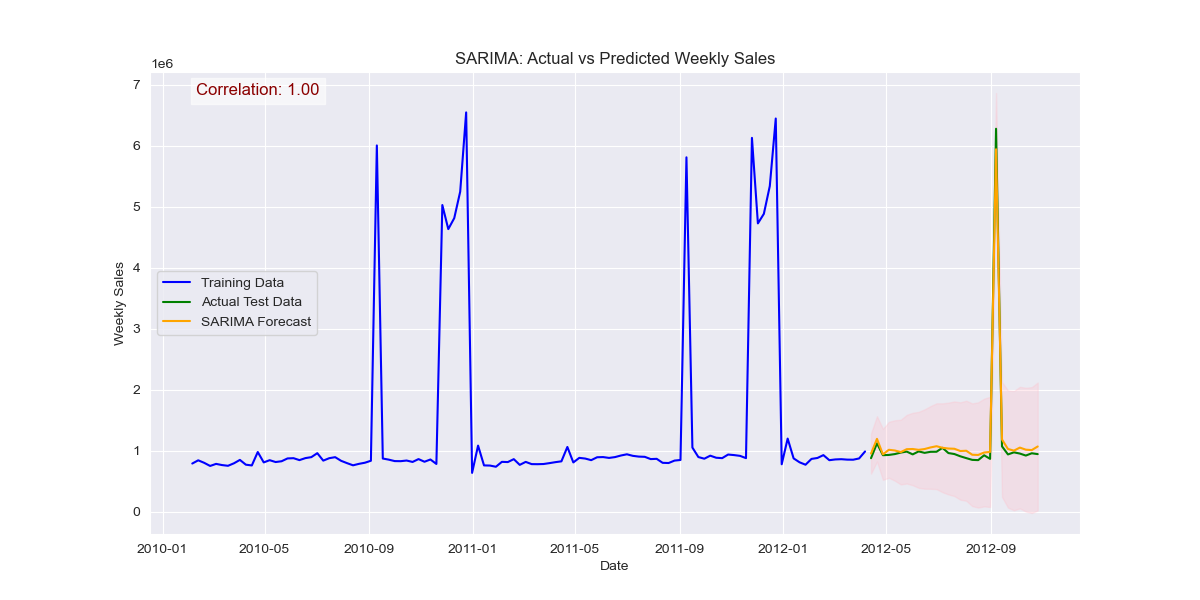 SARIMA: Actual vs Predicted Weekly Sales
1e6
Correlation: 1.00
7
6
5
4
3
2
1
0
Weekly Sales
Training Data
Actual Test Data
SARIMA Forecast
2010-01 2010-05 2010-09 2011-01 2011-05 2011-09 2012-01 2012-05 2012-09
Date